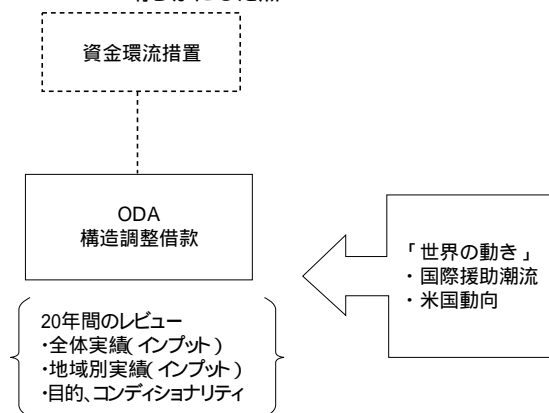 資金環流措置
ODA
構造調整借款
「世界の動き」
・国際援助潮流
・米国動向
20年間のレビュー
・全体実績(インプット)
・地域別実績(インプット)
・目的、コンディショナリティ